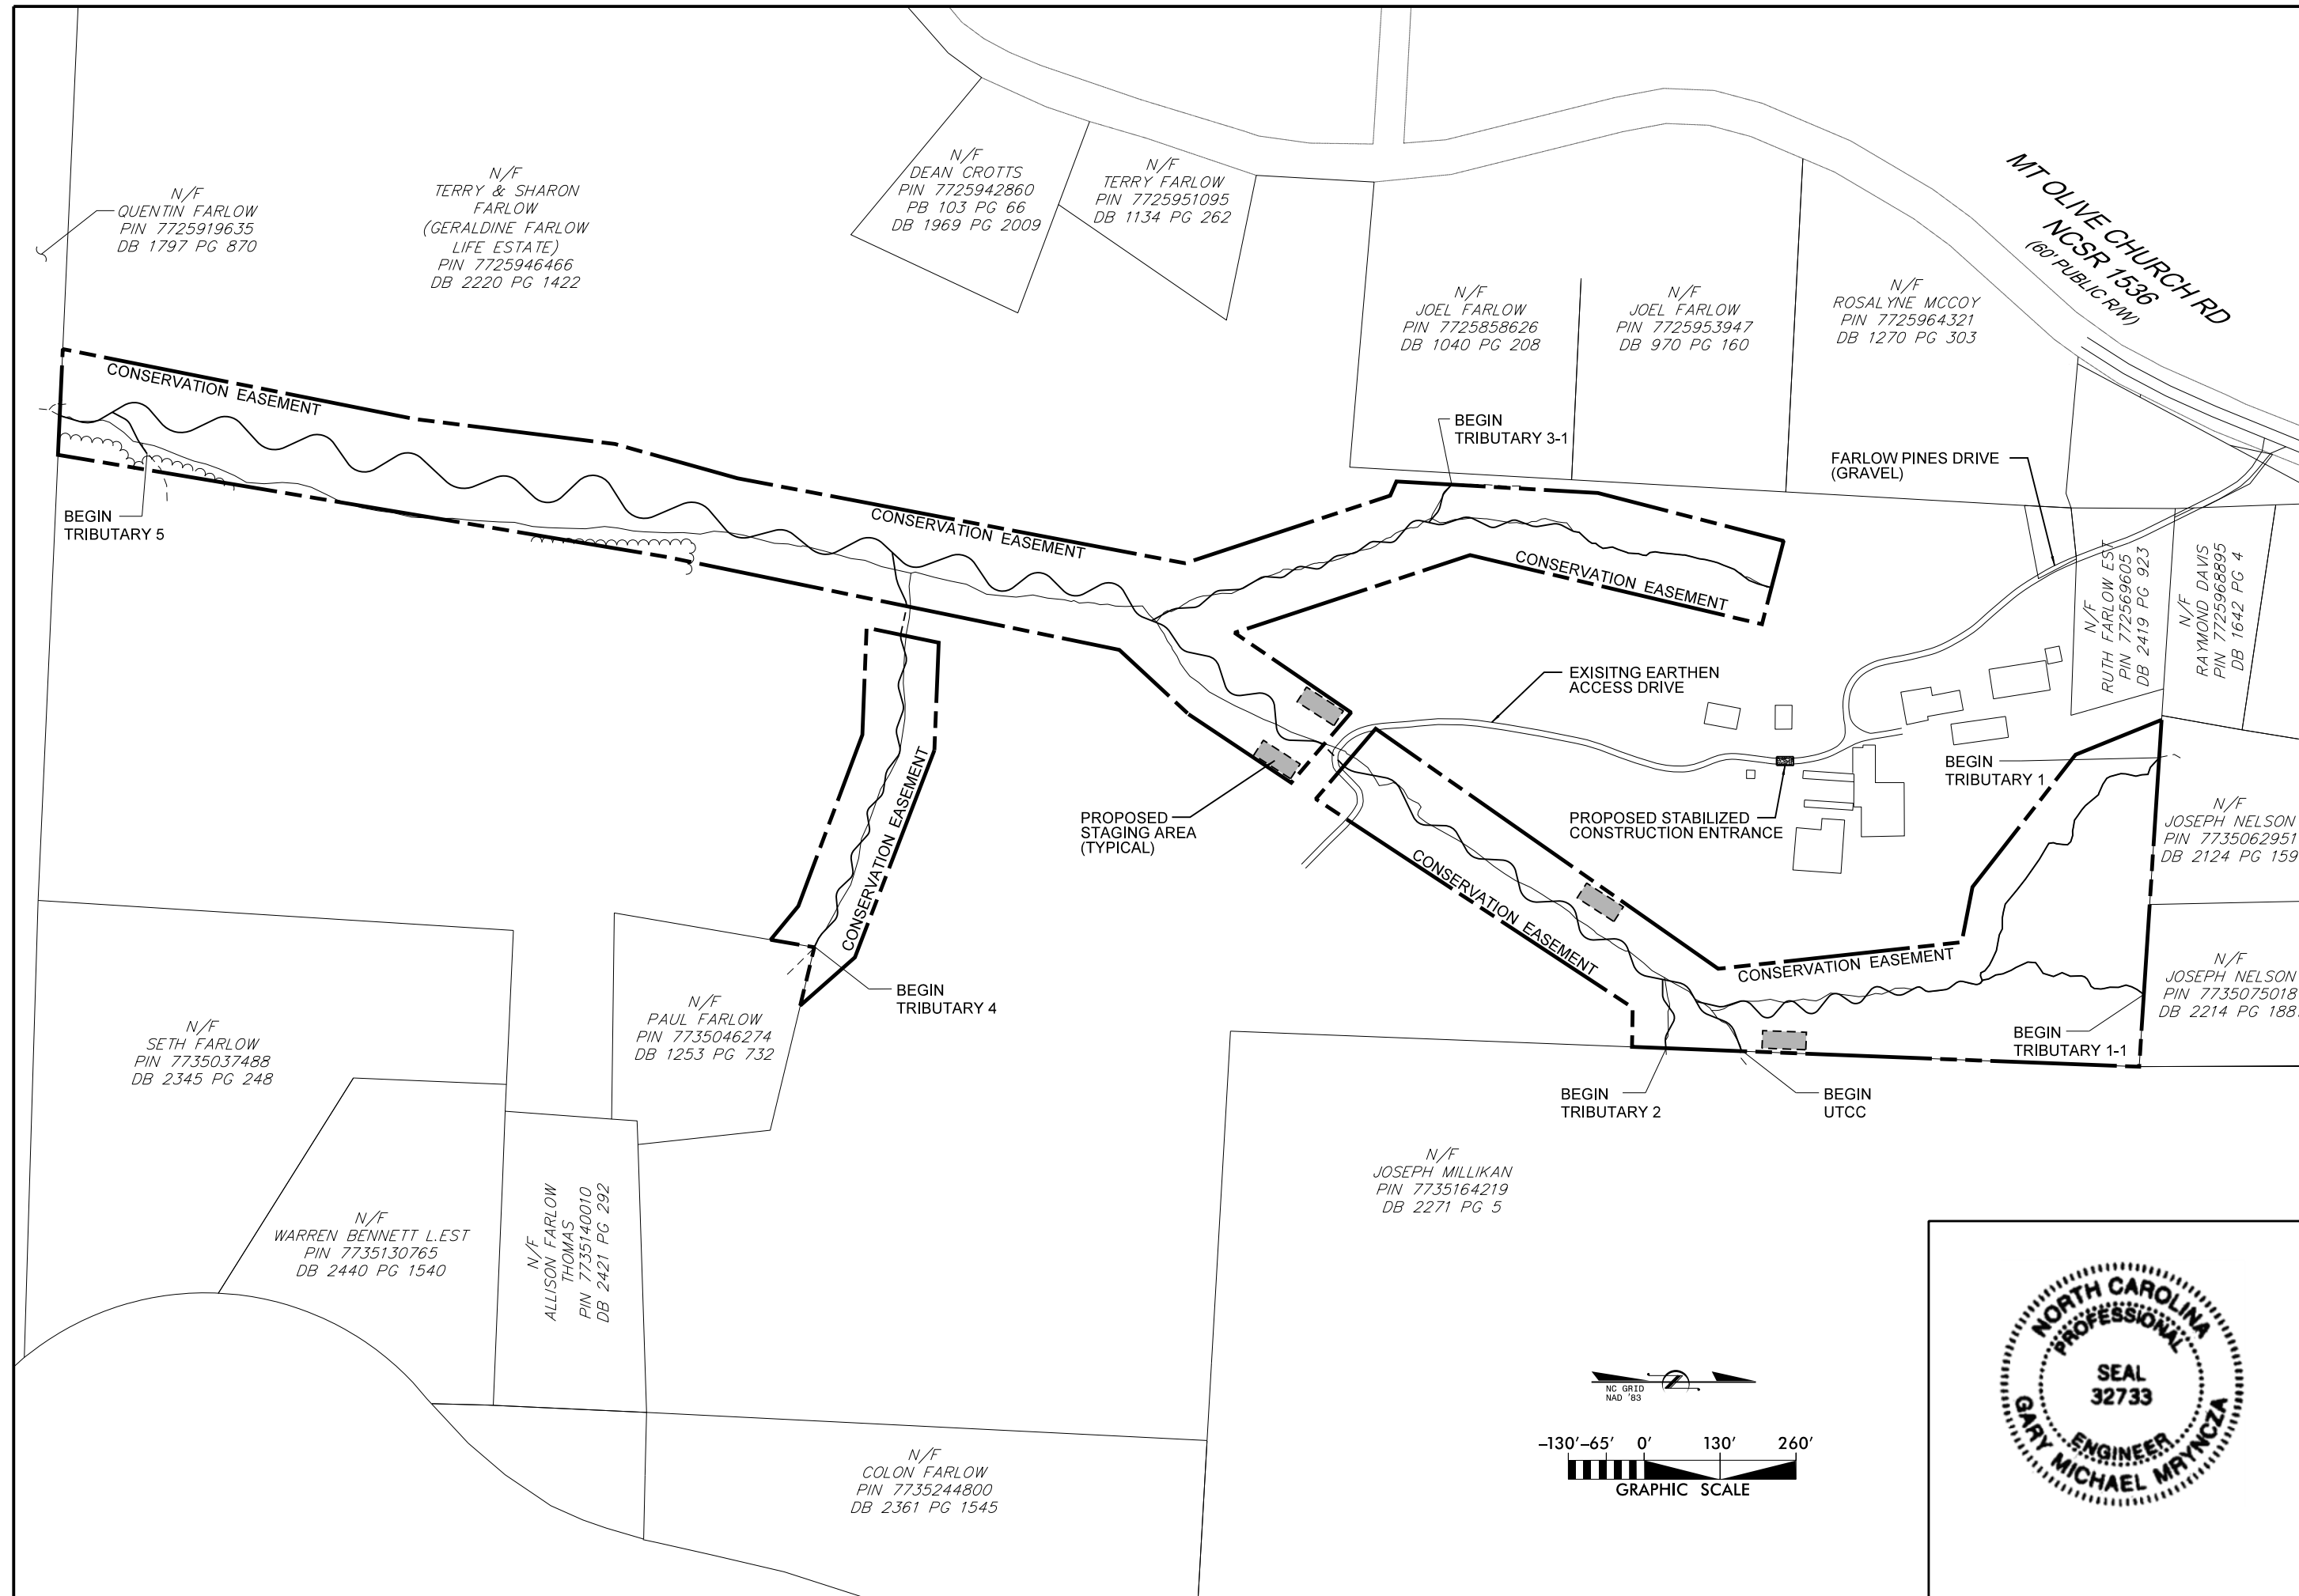 N/F
QUENTIN FARLOW
PIN 7725919635
DB 1797 PG 870
N/F
TERRY & SHARON
FARLOW
(GERALDINE FARLOW
LIFE ESTATE)
PIN 7725946466
DB 2220 PG 1422
N/F
DEAN CROTTS
PIN 7725942860
PB 103 PG 66
DB 1969 PG 2009
N/F
TERRY FARLOW
PIN 7725951095
DB 1134 PG 262
N/F
JOEL FARLOW
PIN 7725858626
DB 1040 PG 208
N/F
JOEL FARLOW
PIN 7725953947
DB 970 PG 160
N/F
ROSALYNE MCCOY
PIN 7725964321
DB 1270 PG 303
MT OLIVE CHURCH RD
NCSR 1536
(60' PUBLIC R/W)
CONSERVATION EASEMENT
BEGIN
TRIBUTARY 5
CONSERVATION EASEMENT
BEGIN
TRIBUTARY 3-1
CONSERVATION EASEMENT
FARLOW PINES DRIVE
(GRAVEL)
N/F
RUTH FARLOW EST
PIN 772569605
DB 2419 PG 923
N/F
RAYMOND DAVIS
PIN 7725968895
DB 1642 PG 4
EXISITNG EARTHEN
ACCESS DRIVE
BEGIN
TRIBUTARY 1
PROPOSED
STAGING AREA
(TYPICAL)
PROPOSED STABILIZED
CONSTRUCTION ENTRANCE
N/F
JOSEPH NELSON
PIN 7735062951
DB 2124 PG 159
CONSERVATION EASEMENT
CONSERVATION EASEMENT
CONSERVATION EASEMENT
BEGIN
TRIBUTARY 4
N/F
JOSEPH NELSON
PIN 7735075018
DB 2214 PG 188
BEGIN
TRIBUTARY 1-1
BEGIN
TRIBUTARY 2
BEGIN
UTCC
N/F
SETH FARLOW
PIN 7735037488
DB 2345 PG 248
N/F
PAUL FARLOW
PIN 7735046274
DB 1253 PG 732
N/F
WARREN BENNETT L.EST
PIN 7735130765
DB 2440 PG 1540
N/F
ALLISON FARLOW
THOMAS
PIN 7735140010
DB 2421 PG 292
N/F
JOSEPH MILLIKAN
PIN 7735164219
DB 2271 PG 5
N/F
COLON FARLOW
PIN 7735244800
DB 2361 PG 1545
NC GRID
NAD '83
-130' -65' 0' 130' 260'
GRAPHIC SCALE
NORTH CAROLINA
PROFESSIONAL
SEAL
32733
ENGINEER
GARY MICHAEL MRYNCZA